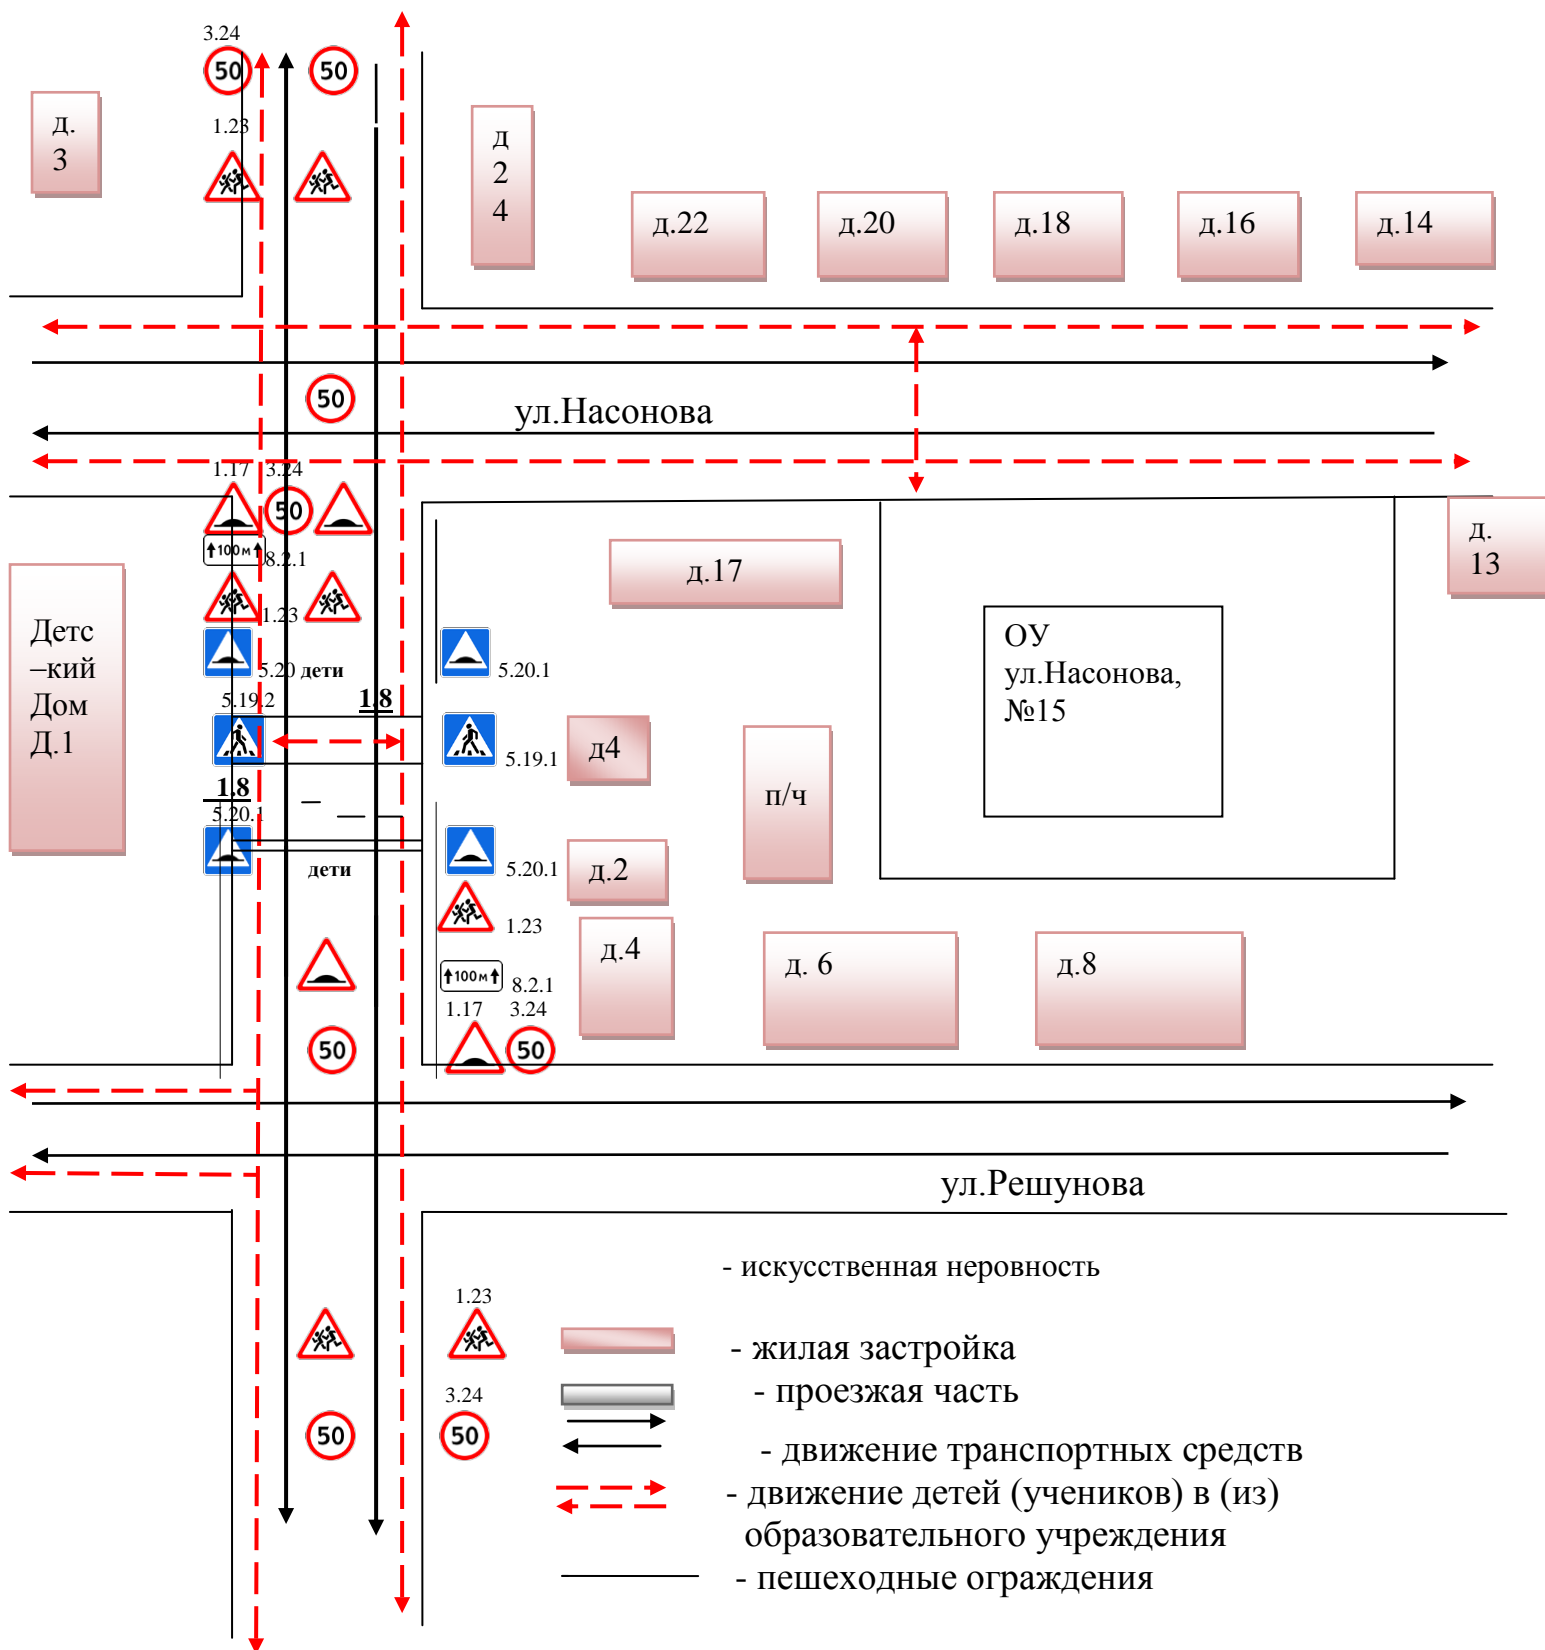 3.24
50
50
1.23
д.
3
д
2
4
д.22
д.20
д.18
д.16
д.14
50
ул.Насонова
1.17
3.24
50
100м
8.2.1
1.23
5.20
дети
5.20.1
5.19.2
1.8
5.19.1
1.8
5.20.1
5.20.1
дети
1.23
100м
8.2.1
1.17
3.24
50
50
Детс
–кий
Дом
Д.1
д.17
д.
13
ОУ
ул.Насонова,
№15
д4
п/ч
д.2
д.4
д. 6
д.8
ул.Решунова
1.23
3.24
50
50
- искусственная неровность
- жилая застройка
- проезжая часть
- движение транспортных средств
- движение детей (учеников) в (из)
образовательного учреждения
- пешеходные ограждения